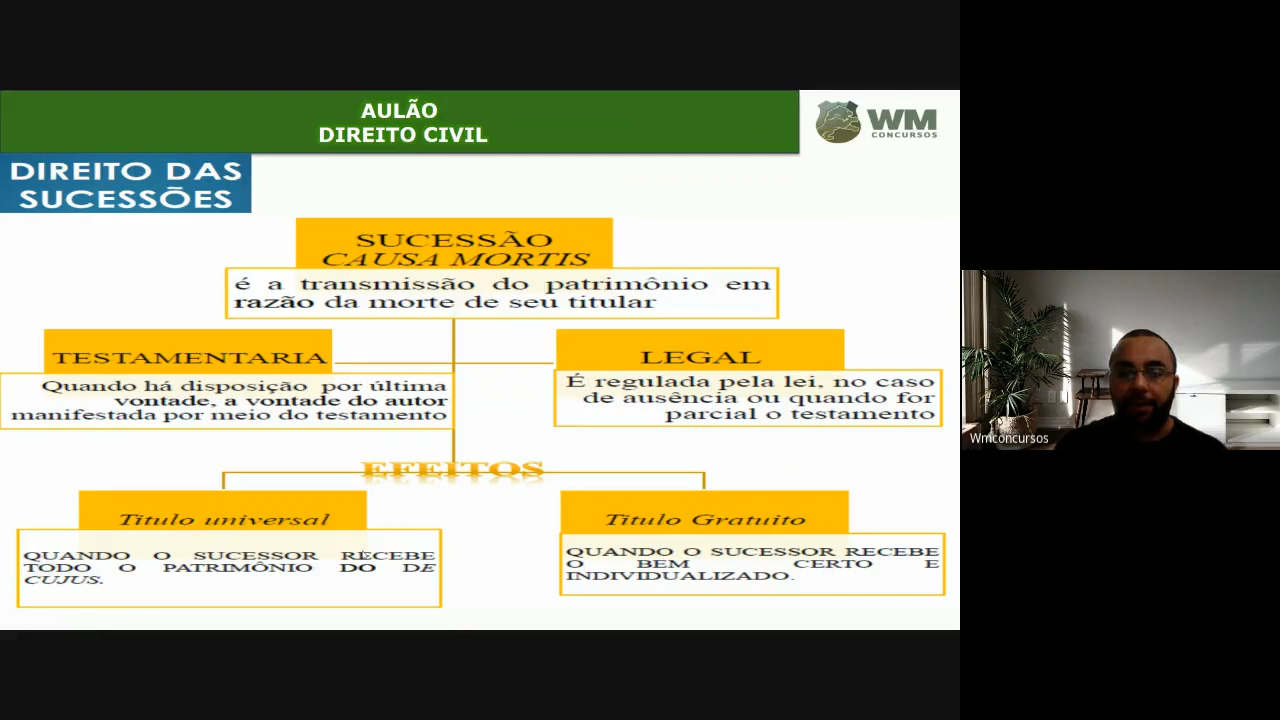 AULÃO
DIREITO CIVIL
WM
CONCURSOS
DIREITO DAS
SUCESSÕES
SUCESSÃO
CAUSA MORTIS
é a transmissão do patrimônio em
razão da morte de seu titular
TESTAMENTARIA
Quando há disposição por última
vontade, a vontade do autor
manifestada por meio do testamento
LEGAL
É regulada pela lei, no caso
de ausência ou quando for
parcial o testamento
EFEITOS
Titulo universal
QUANDO O SUCESSOR RECEBE
TODO O PATRIMÔNIO DO DE
CUJUS.
Titulo Gratuito
QUANDO O SUCESSOR RECEBE
O BEM CERTO E
INDIVIDUALIZADO.
Wmconcursos